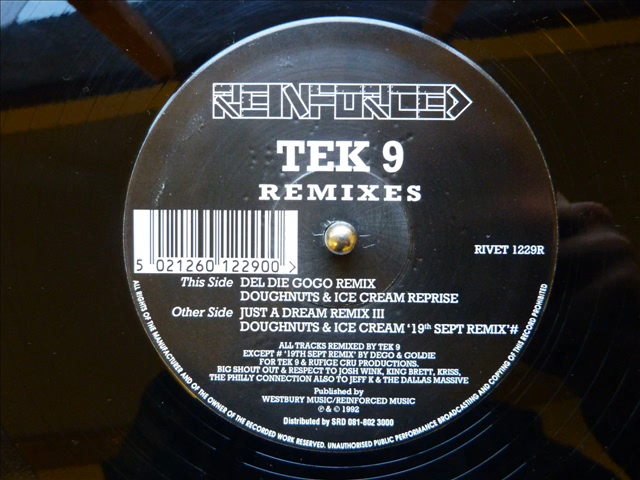 REINFORCED
TEK 9
REMIXES
5 021260 122900 >
RIVET 1229R
This Side DEL DIE GOGO REMIX
DOUGHNUTS & ICE CREAM REPRISE
Other Side JUST A DREAM REMIX III
DOUGHNUTS & ICE CREAM '19th SEPT REMIX'#
ALL TRACKS REMIXED BY TEK 9
EXCEPT # '19TH SEPT REMIX' BY DEGO & GOLDIE
FOR TEK 9 & RUFIGE CRU PRODUCTIONS.
BIG SHOUT OUT & RESPECT TO JOSH WINK, KING BRETT, KRISS,
THE PHILLY CONNECTION ALSO TO JEFF K & THE DALLAS MASSIVE
Published by
WESTBURY MUSIC/REINFORCED MUSIC
℗ & © 1992
Distributed by SRD 081-802 3000
ALL RIGHTS OF THE MANUFACTURER AND OF THE OWNER OF THE RECORDED WORK RESERVED. UNAUTHORISED PUBLIC PERFORMANCE BROADCASTING AND COPYING OF THIS RECORD PROHIBITED